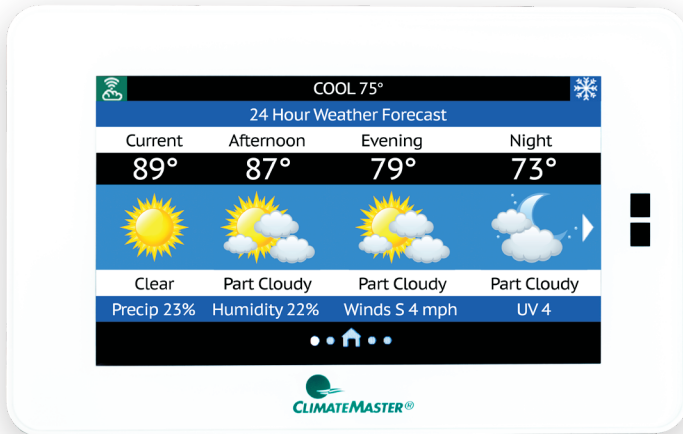 COOL 75°
24 Hour Weather Forecast
Current Afternoon Evening Night
89° 87° 79° 73°
Clear Part Cloudy Part Cloudy Part Cloudy
Precip 23% Humidity 22% Winds S 4 mph UV 4
CLIMATEMASTER®